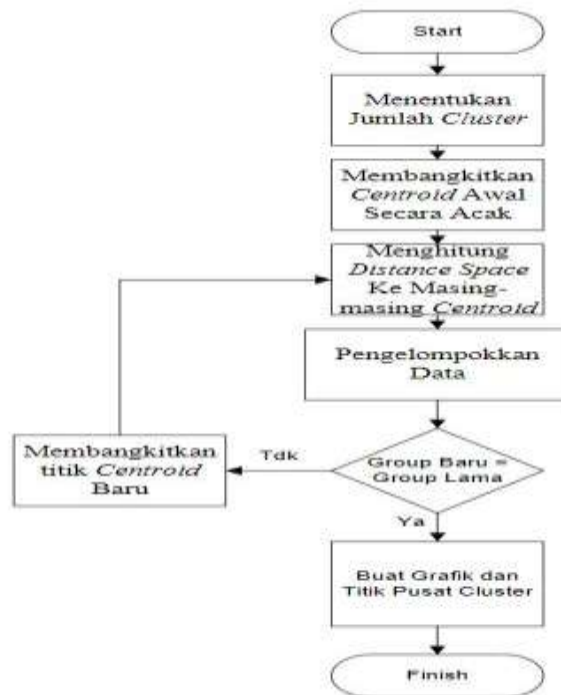 Start
Menentukan
Jumlah Cluster
Membangkitkan
Centroid Awal
Secara Acak
Menghitung
Distance Space
Ke Masing-
masing Centroid
Pengelompokkan
Data
Group Baru =
Group Lama
Tdk
Membangkitkan
titik Centroid
Baru
Ya
Buat Grafik dan
Titik Pusat Cluster
Finish